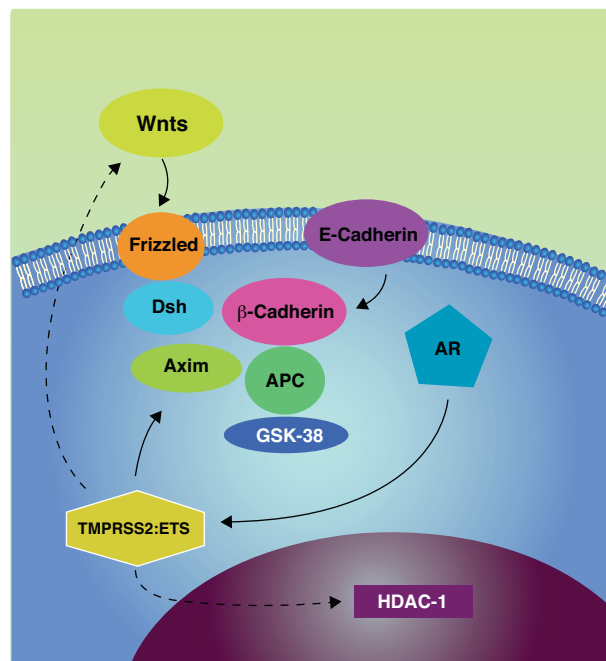 Wnts
Frizzled
E-Cadherin
Dsh
β-Cadherin
AR
Axim
APC
GSK-38
TMPRSS2:ETS
HDAC-1